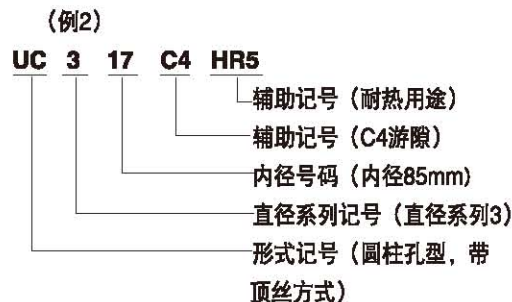 （例2）
UC 3 17 C4 HR5
辅助记号（耐热用途）
辅助记号（C4游隙）
内径号码（内径85mm）
直径系列记号（直径系列3）
形式记号（圆柱孔型，带
顶丝方式）